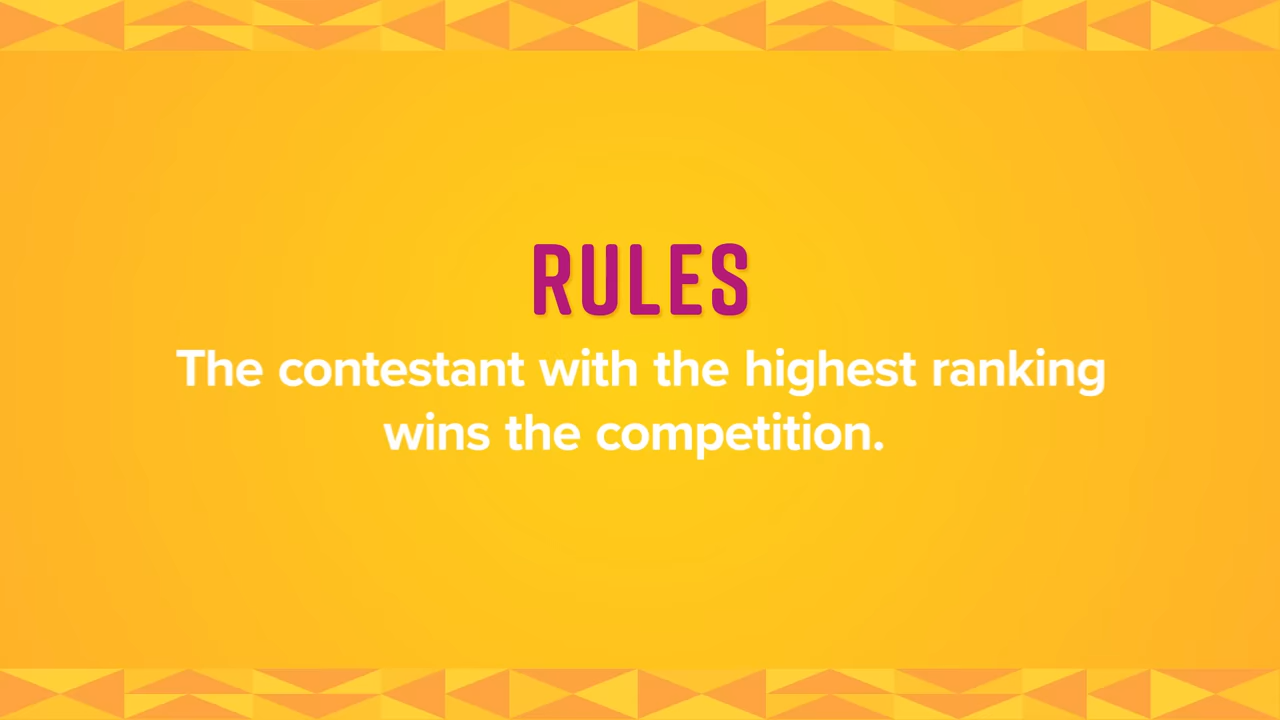 RULES
The contestant with the highest ranking
wins the competition.